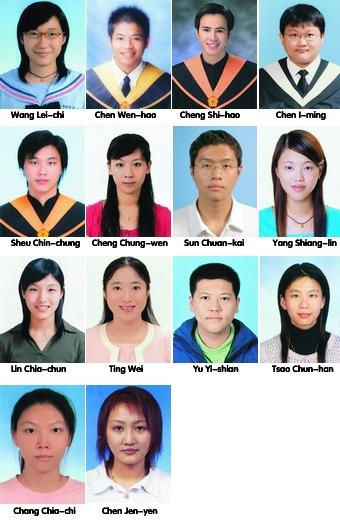 Wang Lei-chi
Chen Wen-hao
Cheng Shi-hao
Chen I-ming
Sheu Chin-chung
Cheng Chung-wen
Sun Chuan-kai
Yang Shiang-lin
Lin Chia-chun
Ting Wei
Yu Yi-shian
Tsao Chun-han
Chang Chia-chi
Chen Jen-yen